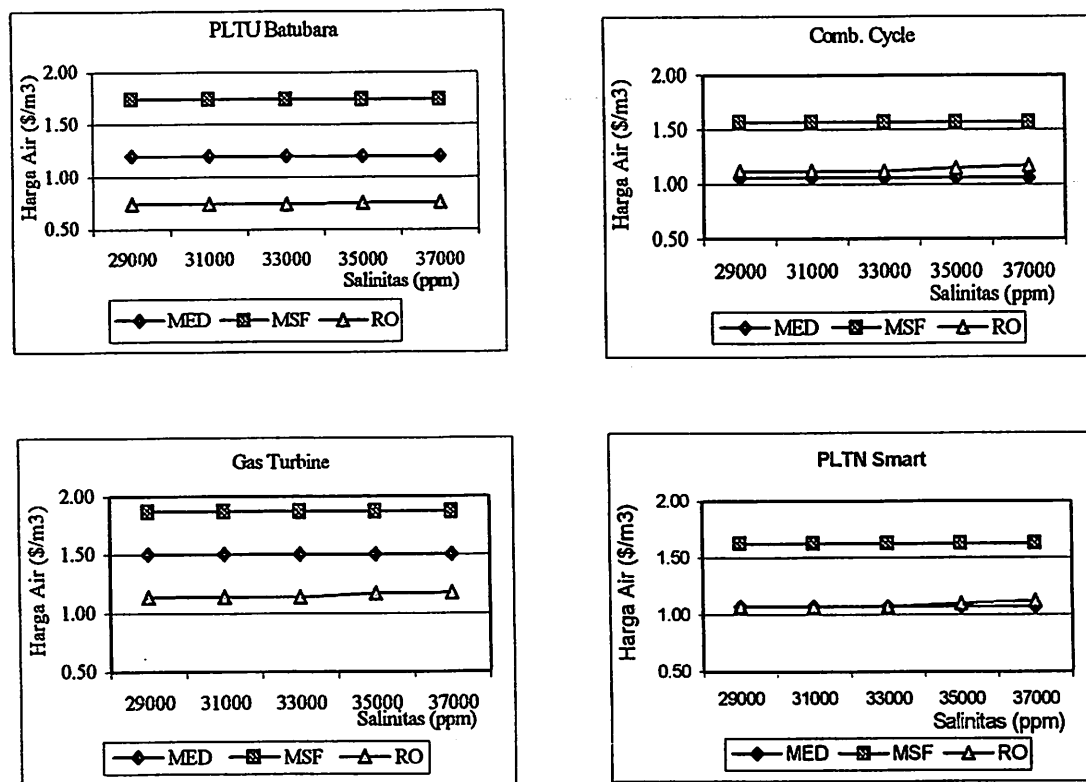 PLTU Batubara
Harga Air ($/m3)
2.00
1.50
1.00
0.50
29000 31000 33000 35000 37000
Salinitas (ppm)
MED MSF RO
Comb. Cycle
Harga Air ($/m3)
2.00
1.50
1.00
0.50
29000 31000 33000 35000 37000
Salinitas (ppm)
MED MSF RO
Gas Turbine
Harga Air ($/m3)
2.00
1.50
1.00
0.50
29000 31000 33000 35000 37000
Salinitas (ppm)
MED MSF RO
PLTN Smart
Harga Air ($/m3)
2.00
1.50
1.00
0.50
29000 31000 33000 35000 37000
Salinitas (ppm)
MED MSF RO